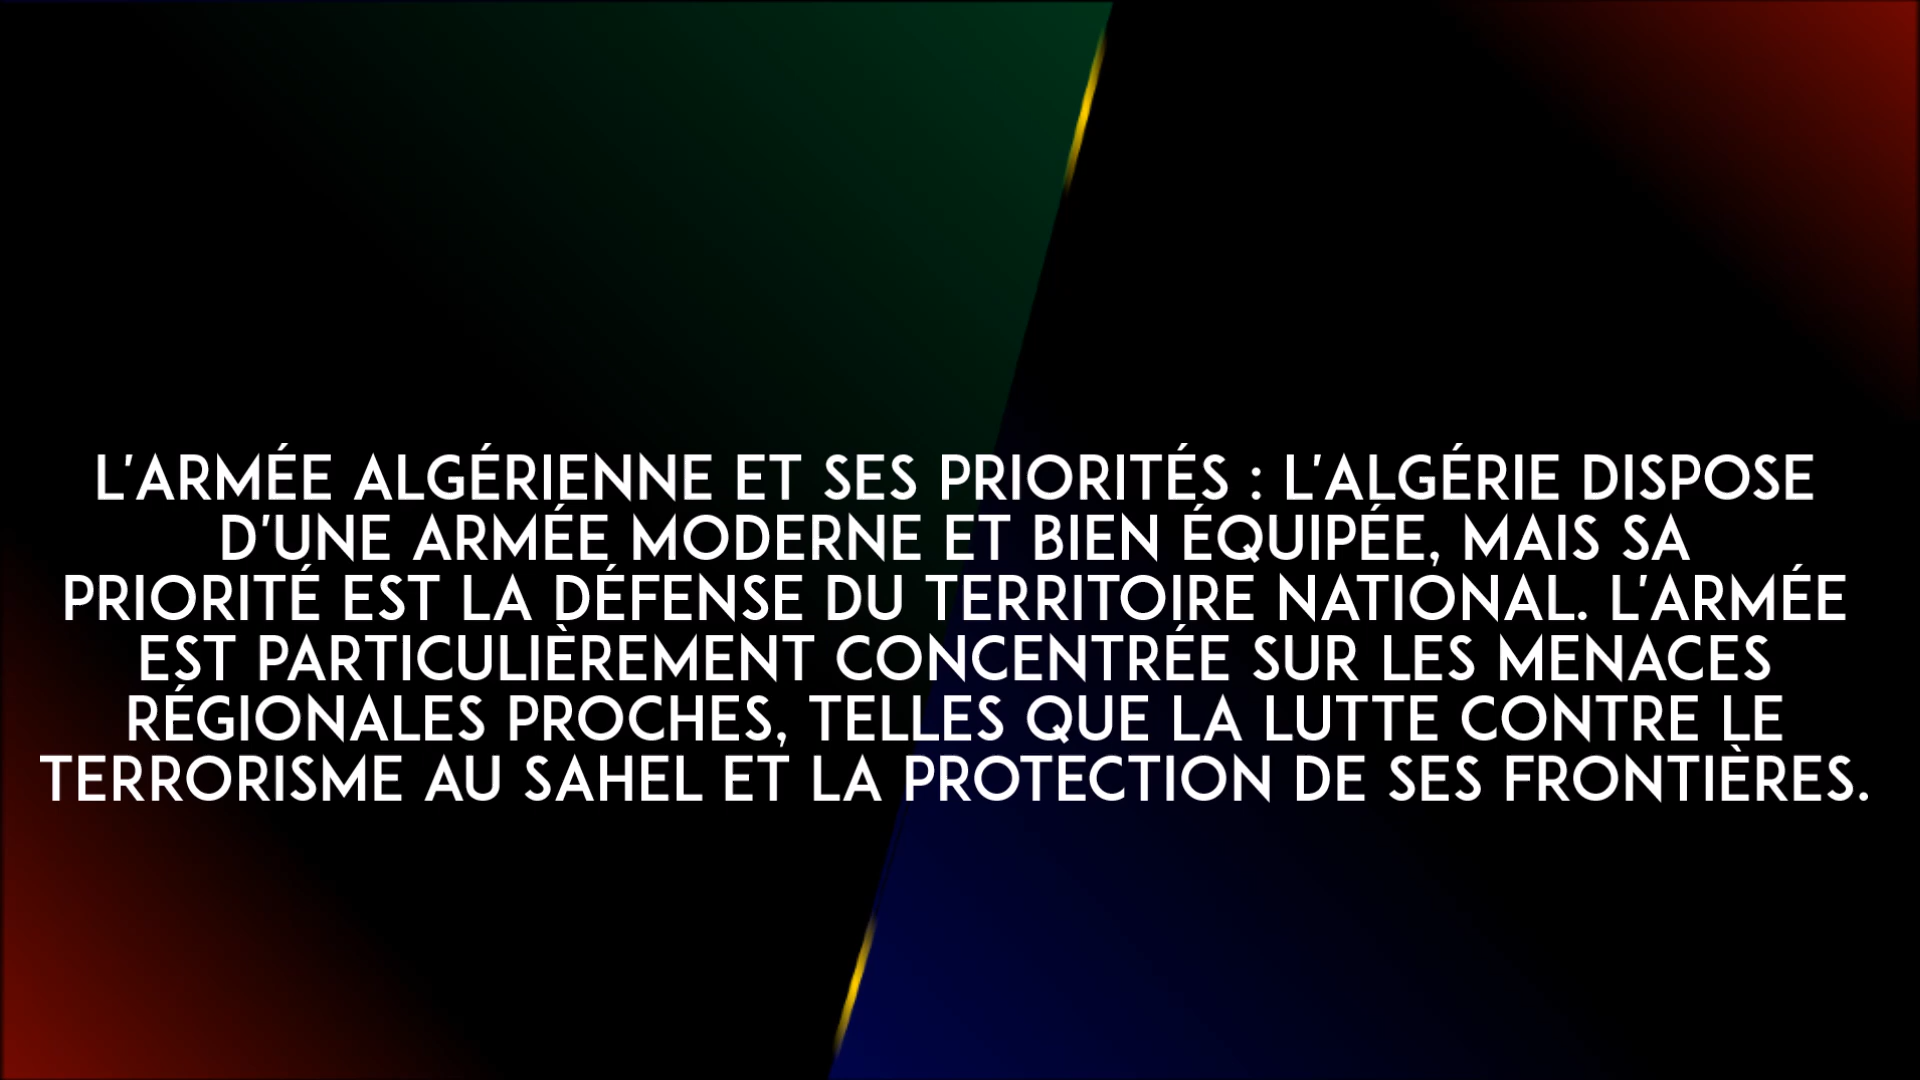 L'ARMÉE ALGÉRIENNE ET SES PRIORITÉS : L'ALGÉRIE DISPOSE
D'UNE ARMÉE MODERNE ET BIEN ÉQUIPÉE, MAIS SA
PRIORITÉ EST LA DÉFENSE DU TERRITOIRE NATIONAL. L'ARMÉE
EST PARTICULIÈREMENT CONCENTRÉE SUR LES MENACES
RÉGIONALES PROCHES, TELLES QUE LA LUTTE CONTRE LE
TERRORISME AU SAHEL ET LA PROTECTION DE SES FRONTIÈRES.